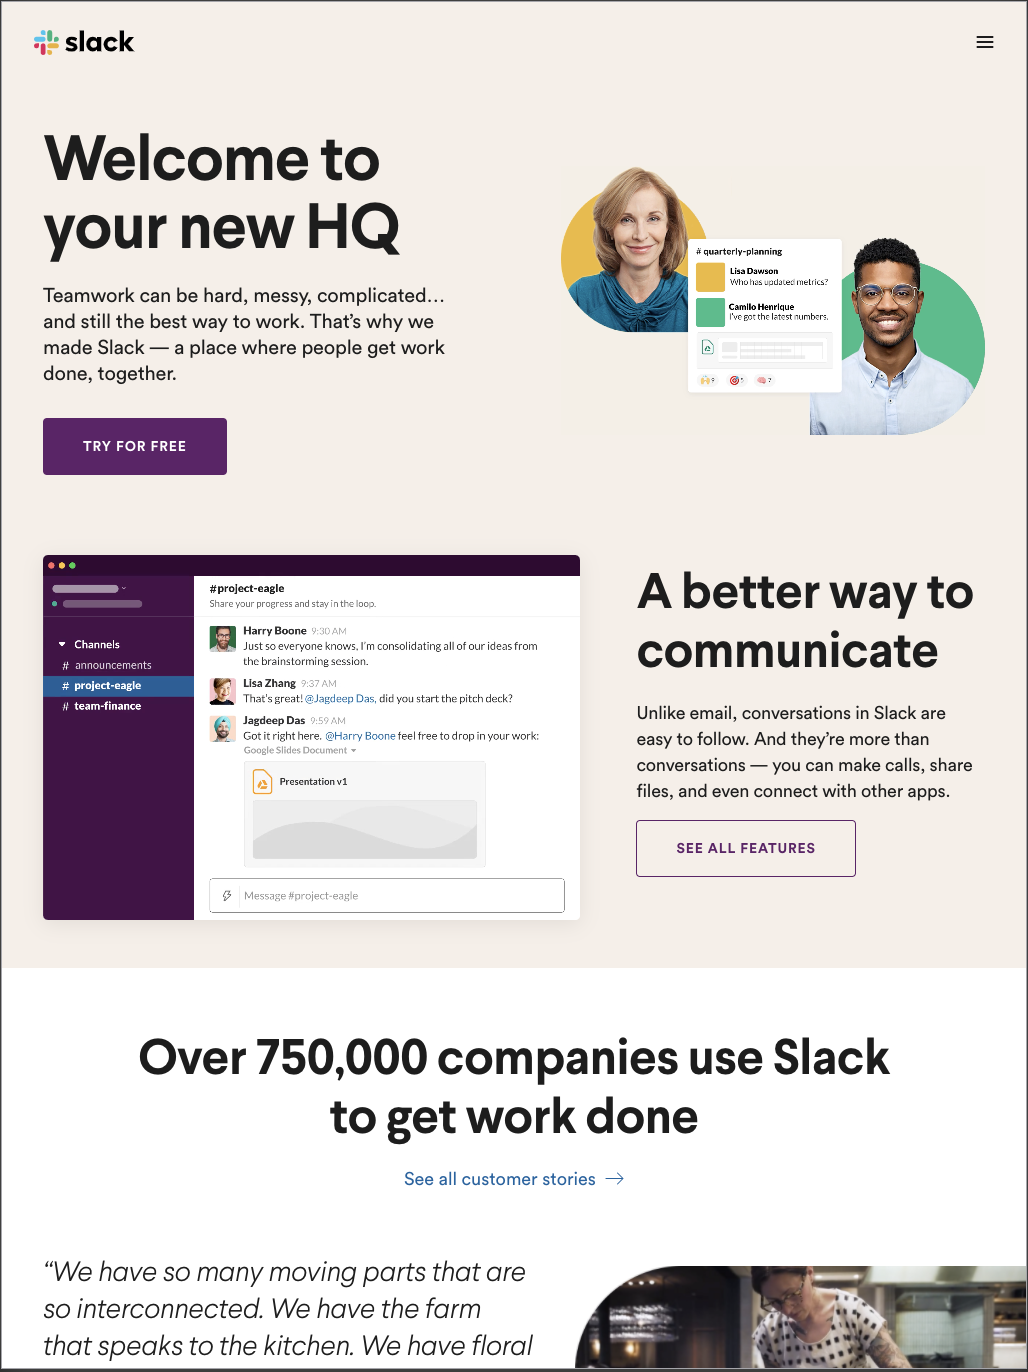 slack
Welcome to
your new HQ
Teamwork can be hard, messy, complicated…
and still the best way to work. That’s why we
made Slack — a place where people get work
done, together.
TRY FOR FREE
# quarterly-planning
Lisa Dawson
Who has updated metrics?
Camilo Henrique
I’ve got the latest numbers.
#project-eagle
Share your progress and stay in the loop.
Channels
# announcements
# project-eagle
# team-finance
Harry Boone 9:30 AM
Just so everyone knows, I’m consolidating all of our ideas from
the brainstorming session.
Lisa Zhang 9:37 AM
That’s great! @Jagdeep Das, did you start the pitch deck?
Jagdeep Das 9:59 AM
Got it right here. @Harry Boone feel free to drop in your work:
Google Slides Document
Presentation v1
Message #project-eagle
A better way to
communicate
Unlike email, conversations in Slack are
easy to follow. And they’re more than
conversations — you can make calls, share
files, and even connect with other apps.
SEE ALL FEATURES
Over 750,000 companies use Slack
to get work done
See all customer stories →
“We have so many moving parts that are
so interconnected. We have the farm
that speaks to the kitchen. We have floral